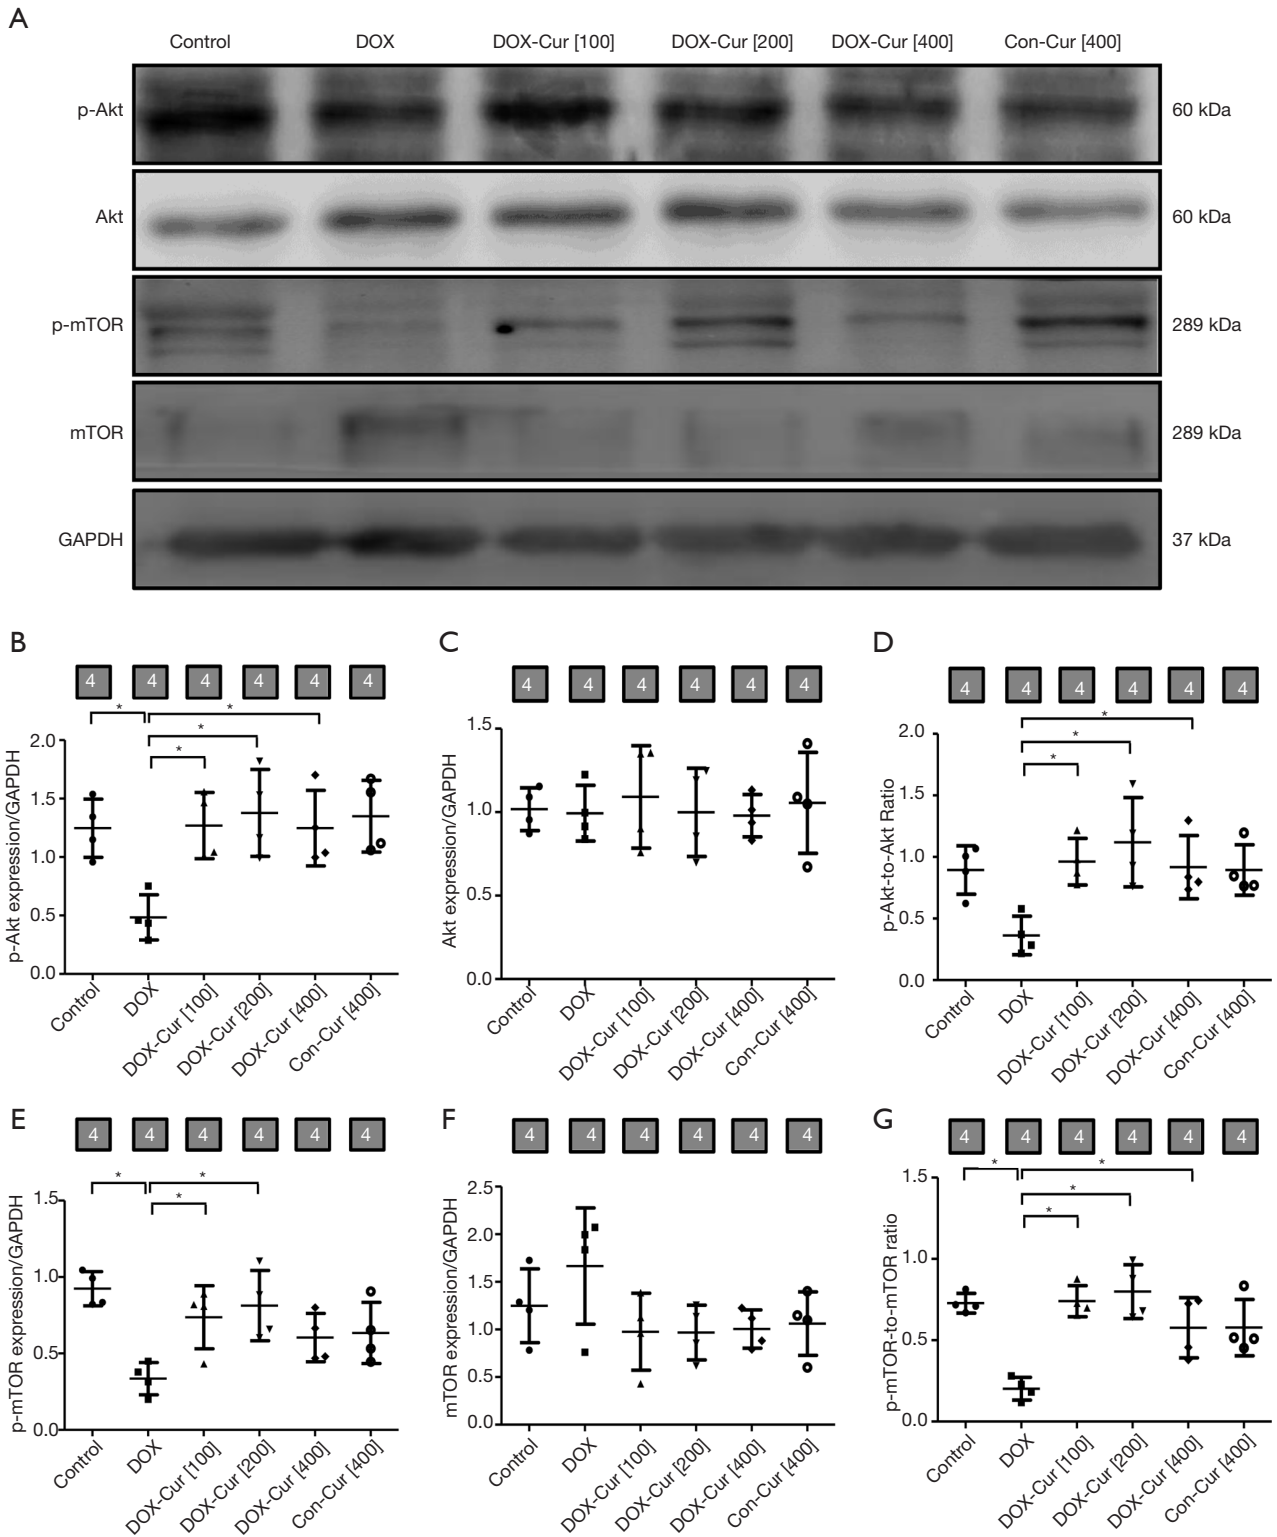 A
Control DOX DOX-Cur [100] DOX-Cur [200] DOX-Cur [400] Con-Cur [400]
p-Akt 60 kDa
Akt 60 kDa
p-mTOR 289 kDa
mTOR 289 kDa
GAPDH 37 kDa
B
4 4 4 4 4 4
* * * *
p-Akt expression/GAPDH
2.0
1.5
1.0
0.5
0.0
Control DOX DOX-Cur [100] DOX-Cur [200] DOX-Cur [400] Con-Cur [400]
C
4 4 4 4 4 4
Akt expression/GAPDH
1.5
1.0
0.5
0.0
Control DOX DOX-Cur [100] DOX-Cur [200] DOX-Cur [400] Con-Cur [400]
D
4 4 4 4 4 4
* * *
p-Akt-to-Akt Ratio
2.0
1.5
1.0
0.5
0.0
Control DOX DOX-Cur [100] DOX-Cur [200] DOX-Cur [400] Con-Cur [400]
E
4 4 4 4 4 4
* * *
p-mTOR expression/GAPDH
1.5
1.0
0.5
0.0
Control DOX DOX-Cur [100] DOX-Cur [200] DOX-Cur [400] Con-Cur [400]
F
4 4 4 4 4 4
mTOR expression/GAPDH
2.5
2.0
1.5
1.0
0.5
0.0
Control DOX DOX-Cur [100] DOX-Cur [200] DOX-Cur [400] Con-Cur [400]
G
4 4 4 4 4 4
* * * *
p-mTOR-to-mTOR ratio
1.5
1.0
0.5
0.0
Control DOX DOX-Cur [100] DOX-Cur [200] DOX-Cur [400] Con-Cur [400]